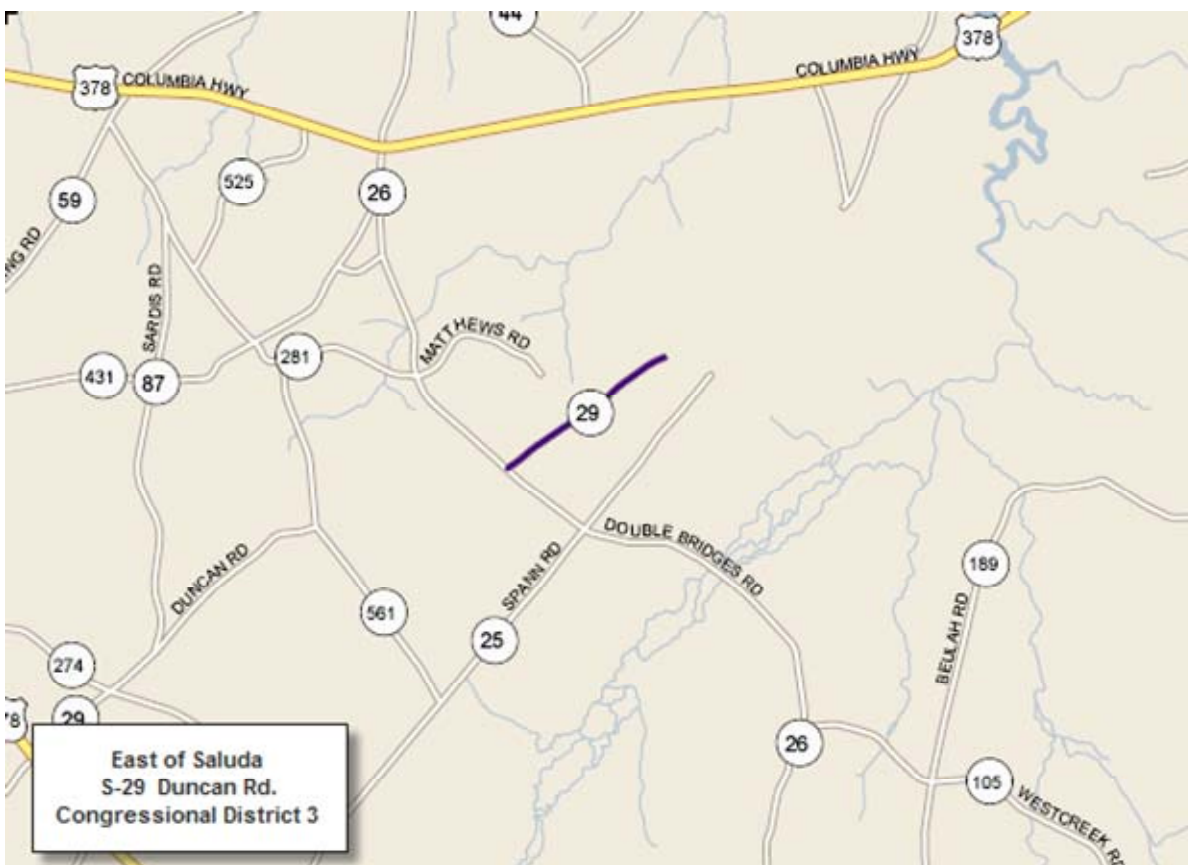 44
378
378
COLUMBIA HWY
COLUMBIA HWY
525
59
26
NG RD
SARDIS RD
MATTHEWS RD
281
431
87
29
DOUBLE BRIDGES RD
SPANN RD
DUNCAN RD
189
561
25
BEULAH RD
274
29
78
26
105
WESTCREEK R
East of Saluda
S-29 Duncan Rd.
Congressional District 3